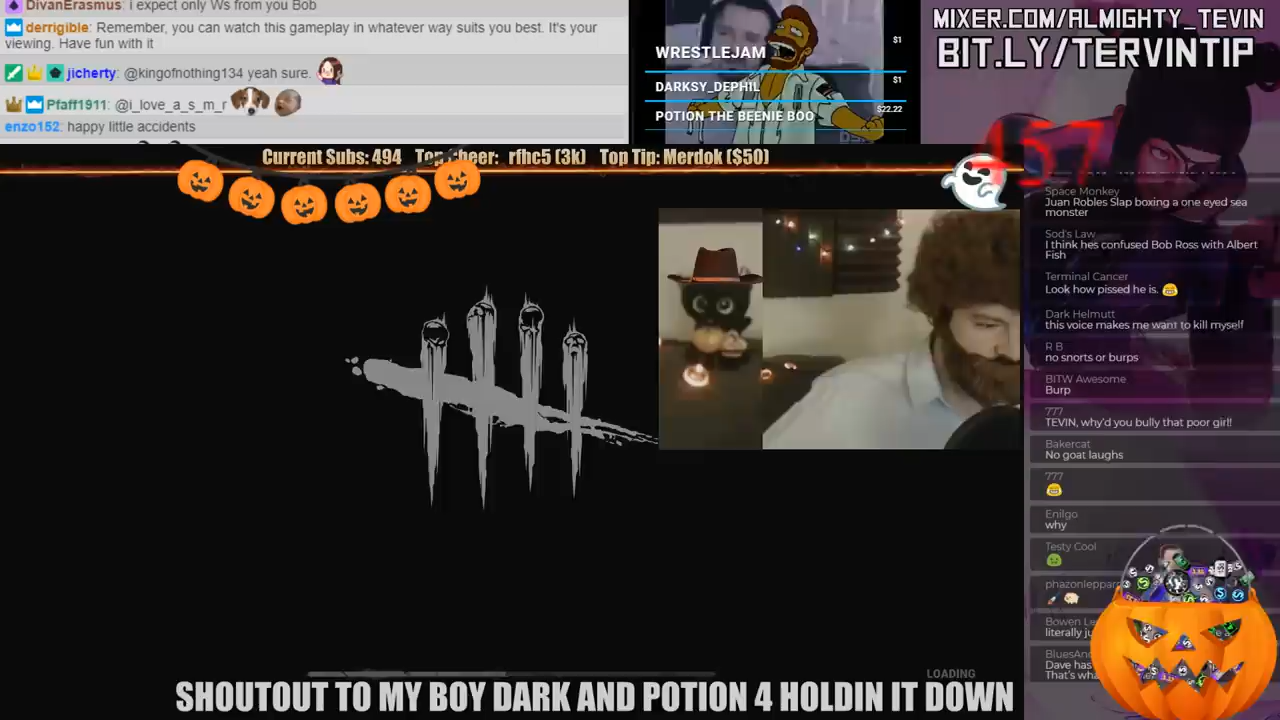 DivanErasmus: i expect only Ws from you Bob
derrigible: Remember, you can watch this gameplay in whatever way suits you best. It's your
viewing. Have fun with it
jicherty: @kingofnothing134 yeah sure.
Pfaff1911: @i_love_a_s_m_r
enzo152: happy little accidents
WRESTLEJAM $1
DARKSY_DEPHIL $1
POTION THE BEENIE BOO $22.22
MIXER.COM/ALMIGHTY_TEVIN
BIT.LY/TERVINTIP
157
Current Subs: 494 Top Cheer: rfhc5 (3k) Top Tip: Merdok ($50)
Space Monkey
Juan Robles Slap boxing a one eyed sea
monster
Sod's Law
I think hes confused Bob Ross with Albert
Fish
Terminal Cancer
Look how pissed he is.
Dark Helmutt
this voice makes me want to kill myself
R B
no snorts or burps
BITW Awesome
Burp
777
TEVIN, why'd you bully that poor girl!
Bakercat
No goat laughs
777
Enilgo
why
Testy Cool
phazonleppard
Bowen
literally
Dave has
LOADING
SHOUTOUT TO MY BOY DARK AND POTION 4 HOLDIN IT DOWN